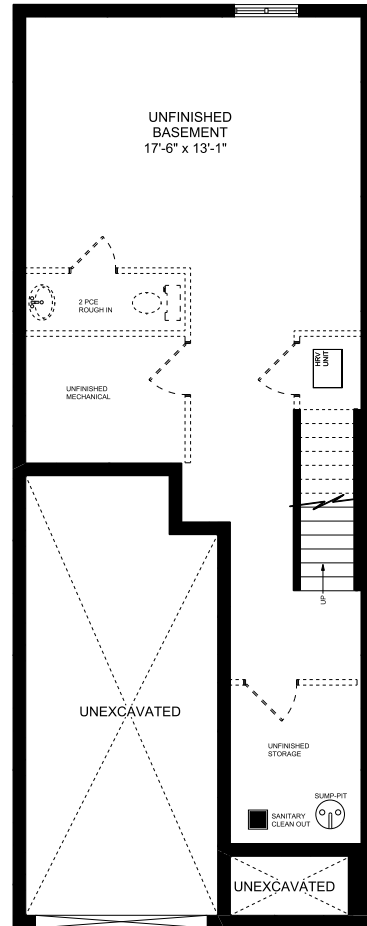 UNFINISHED
BASEMENT
17'-6" x 13'-1"
2 PCE
ROUGH IN
HRV
UNIT
UNFINISHED
MECHANICAL
UP
UNEXCAVATED
UNFINISHED
STORAGE
SUMP-PIT
SANITARY
CLEAN OUT
UNEXCAVATED